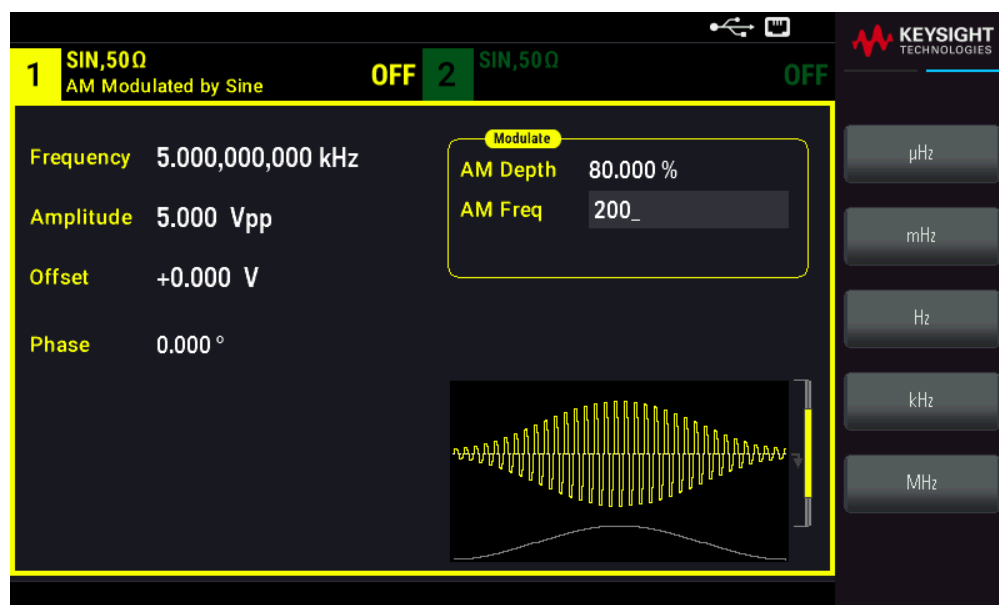 KEYSIGHT
TECHNOLOGIES
1 SIN,50Ω OFF
AM Modulated by Sine
2 SIN,50Ω OFF
Frequency 5.000,000,000 kHz
Amplitude 5.000 Vpp
Offset +0.000 V
Phase 0.000 °
Modulate
AM Depth 80.000 %
AM Freq 200_
µHz
mHz
Hz
kHz
MHz